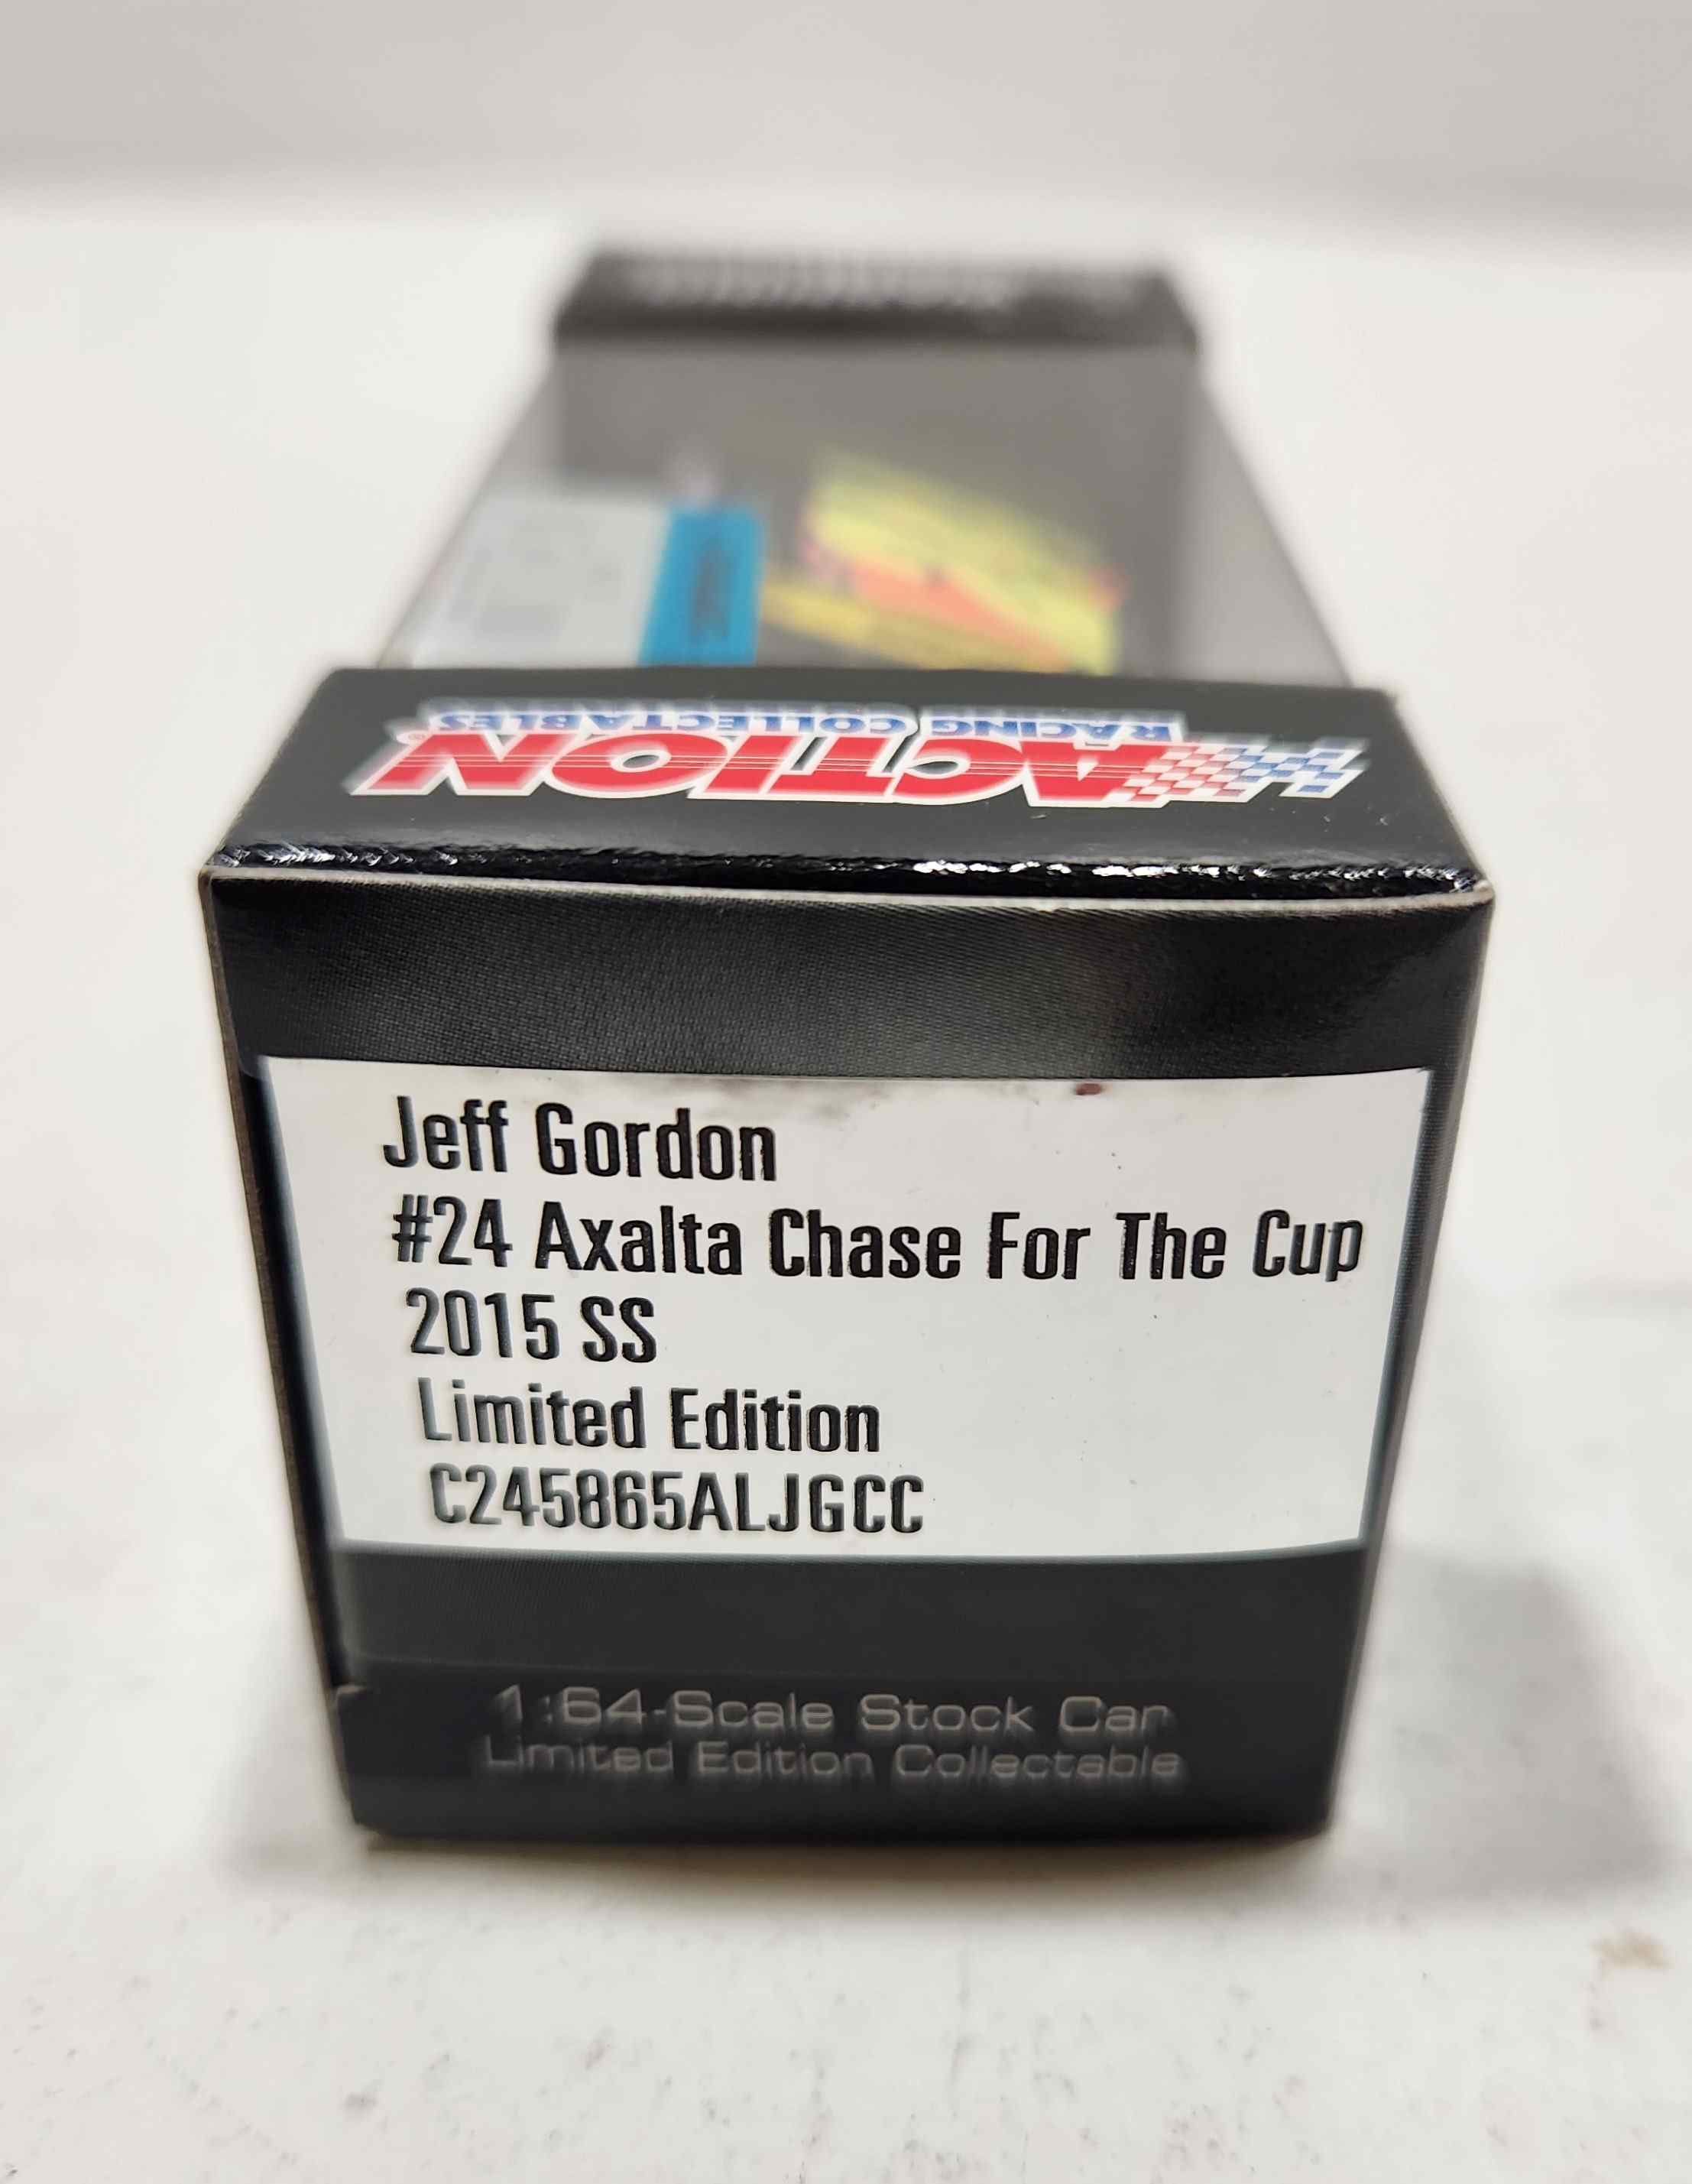 ACTION®
RACING COLLECTABLES
Jeff Gordon
#24 Axalta Chase For The Cup
2015 SS
Limited Edition
C245865ALJGCC
1:64-Scale Stock Car
Limited Edition Collectable